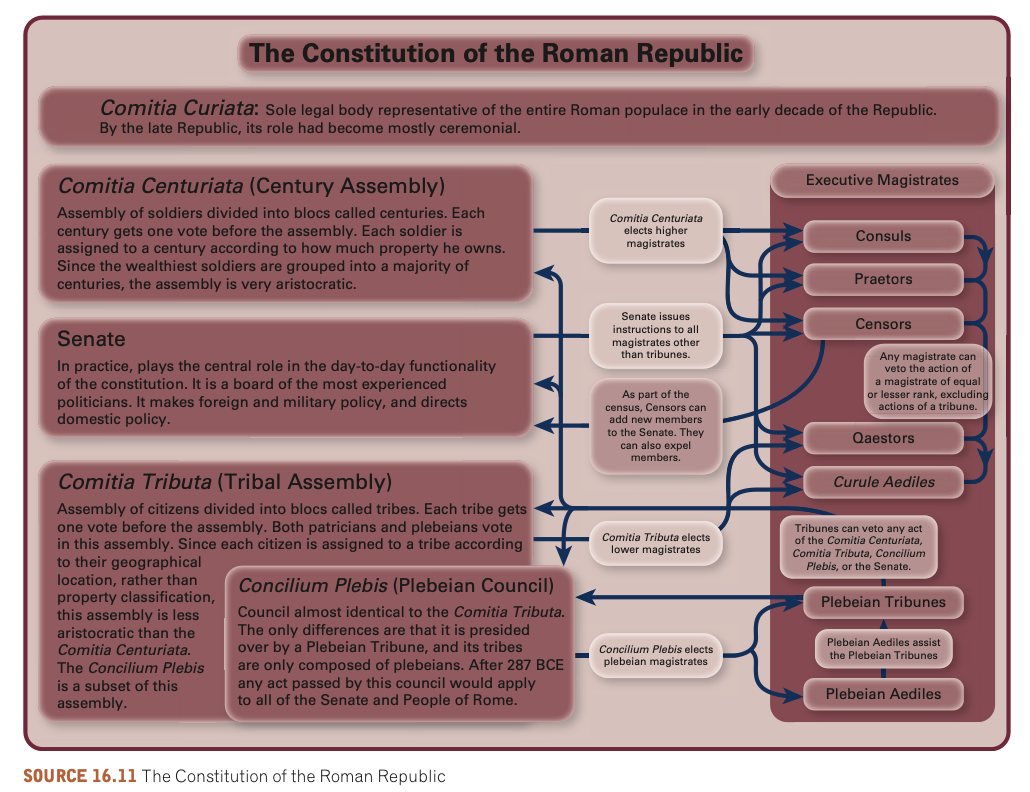 The Constitution of the Roman Republic
Comitia Curiata: Sole legal body representative of the entire Roman populace in the early decade of the Republic.
By the late Republic, its role had become mostly ceremonial.
Comitia Centuriata (Century Assembly)
Assembly of soldiers divided into blocs called centuries. Each
century gets one vote before the assembly. Each soldier is
assigned to a century according to how much property he owns.
Since the wealthiest soldiers are grouped into a majority of
centuries, the assembly is very aristocratic.
Senate
In practice, plays the central role in the day-to-day functionality
of the constitution. It is a board of the most experienced
politicians. It makes foreign and military policy, and directs
domestic policy.
Comitia Tributa (Tribal Assembly)
Assembly of citizens divided into blocs called tribes. Each tribe gets
one vote before the assembly. Both patricians and plebeians vote
in this assembly. Since each citizen is assigned to a tribe according
to their geographical
location, rather than
property classification,
this assembly is less
aristocratic than the
Comitia Centuriata.
The Concilium Plebis
is a subset of this
assembly.
Concilium Plebis (Plebeian Council)
Council almost identical to the Comitia Tributa.
The only differences are that it is presided
over by a Plebeian Tribune, and its tribes
are only composed of plebeians. After 287 BCE
any act passed by this council would apply
to all of the Senate and People of Rome.
Comitia Centuriata
elects higher
magistrates
Senate issues
instructions to all
magistrates other
than tribunes.
As part of the
census, Censors can
add new members
to the Senate. They
can also expel
members.
Comitia Tributa elects
lower magistrates
Concilium Plebis elects
plebeian magistrates
Executive Magistrates
Consuls
Praetors
Censors
Any magistrate can
veto the action of
a magistrate of equal
or lesser rank, excluding
actions of a tribune.
Qaestors
Curule Aediles
Tribunes can veto any act
of the Comitia Centuriata,
Comitia Tributa, Concilium
Plebis, or the Senate.
Plebeian Tribunes
Plebeian Aediles assist
the Plebeian Tribunes
Plebeian Aediles
SOURCE 16.11 The Constitution of the Roman Republic